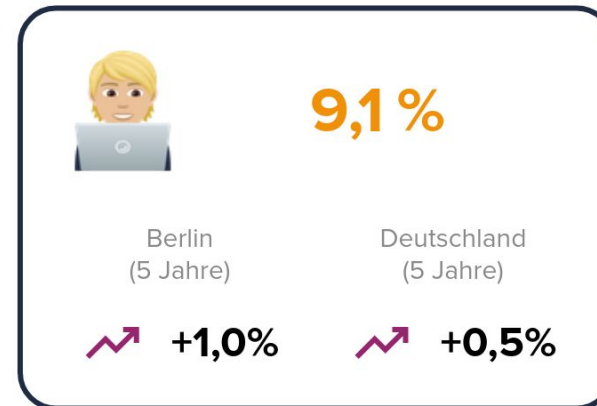 9,1 %
Berlin
(5 Jahre)
Deutschland
(5 Jahre)
+1,0%
+0,5%